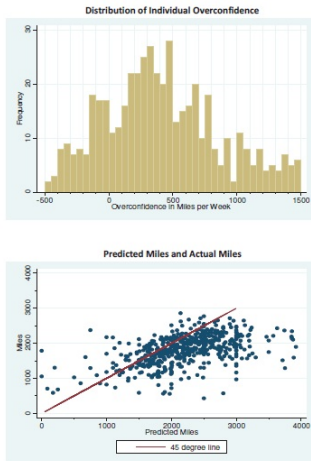 Distribution of Individual Overconfidence
30
20
10
0
Frequency
-500 0 500 1000 1500
Overconfidence in Miles per Week
Predicted Miles and Actual Miles
4000
3000
2000
1000
0
Miles
0 1000 2000 3000 4000
Predicted Miles
45 degree line